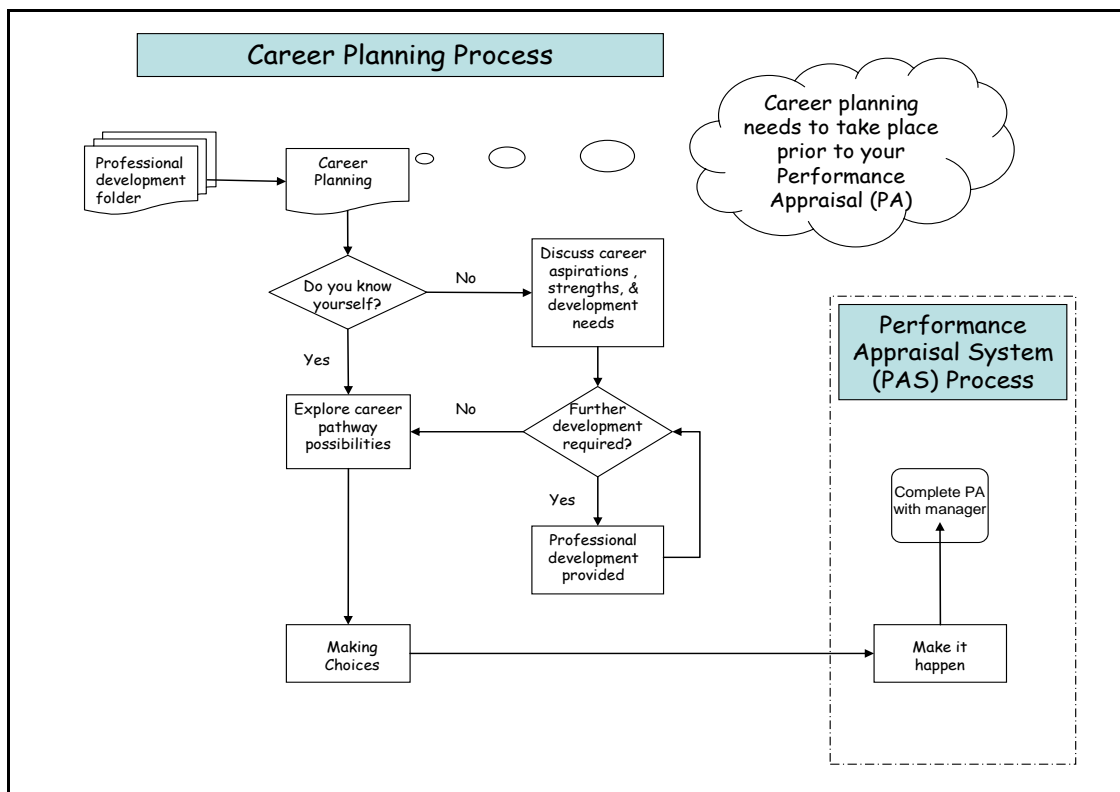 Career Planning Process
Career planning
needs to take place
prior to your
Performance
Appraisal (PA)
Professional
development
folder
Career
Planning
Do you know
yourself?
No
Discuss career
aspirations ,
strengths, &
development
needs
Yes
Explore career
pathway
possibilities
No
Further
development
required?
Yes
Professional
development
provided
Making
Choices
Performance
Appraisal System
(PAS) Process
Complete PA
with manager
Make it
happen